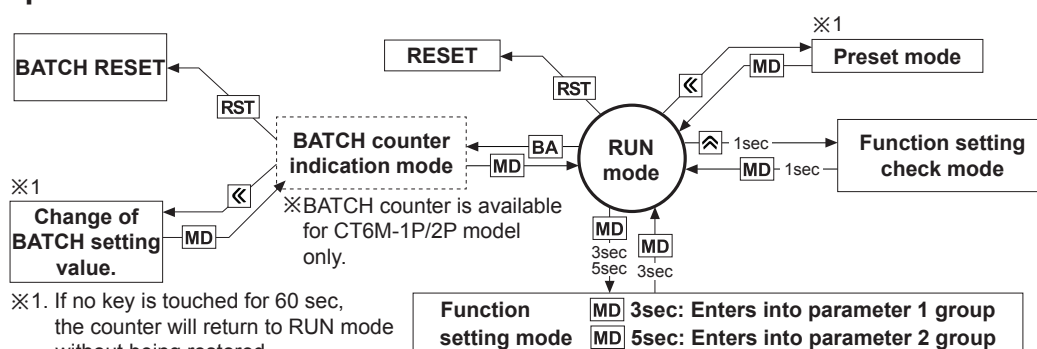 ※1
BATCH RESET
RESET
Preset mode
≪
MD
RST
RST
BATCH counter
indication mode
BA
MD
RUN
mode
︽ 1sec
MD 1sec
Function setting
check mode
※1
≪
Change of
BATCH setting
value.
MD
※BATCH counter is available
for CT6M-1P/2P model
only.
MD
3sec
5sec
MD
3sec
※1. If no key is touched for 60 sec,
the counter will return to RUN mode
without being restored
Function
setting mode
MD 3sec: Enters into parameter 1 group
MD 5sec: Enters into parameter 2 group